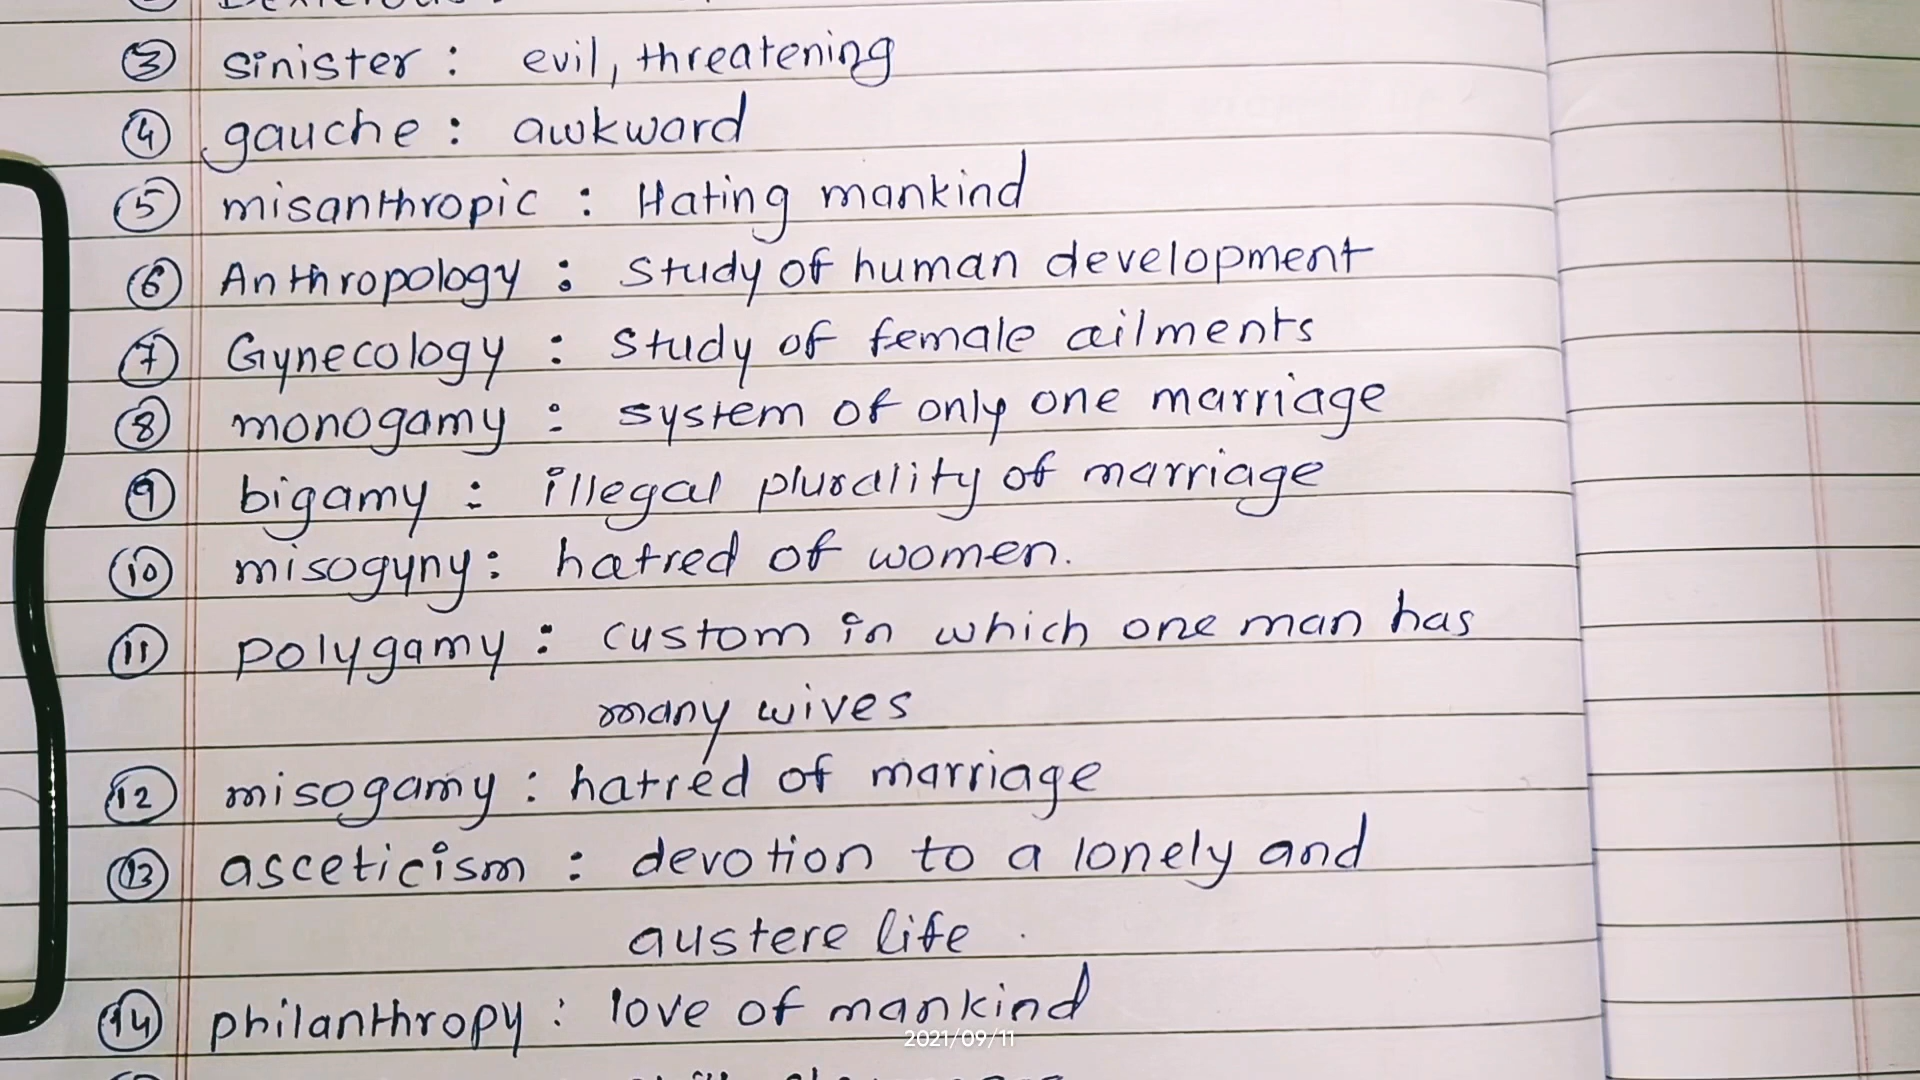 ③ sinister : evil, threatening
④ gauche : awkward
⑤ misanthropic : Hating mankind
⑥ Anthropology : study of human development
⑦ Gynecology : study of female ailments
⑧ monogamy : system of only one marriage
⑨ bigamy : illegal plurality of marriage
⑩ misogyny : hatred of women.
⑪ polygamy : custom in which one man has
many wives
⑫ misogamy : hatred of marriage
⑬ asceticism : devotion to a lonely and
austere life .
⑭ philanthropy : love of mankind
2021/09/11